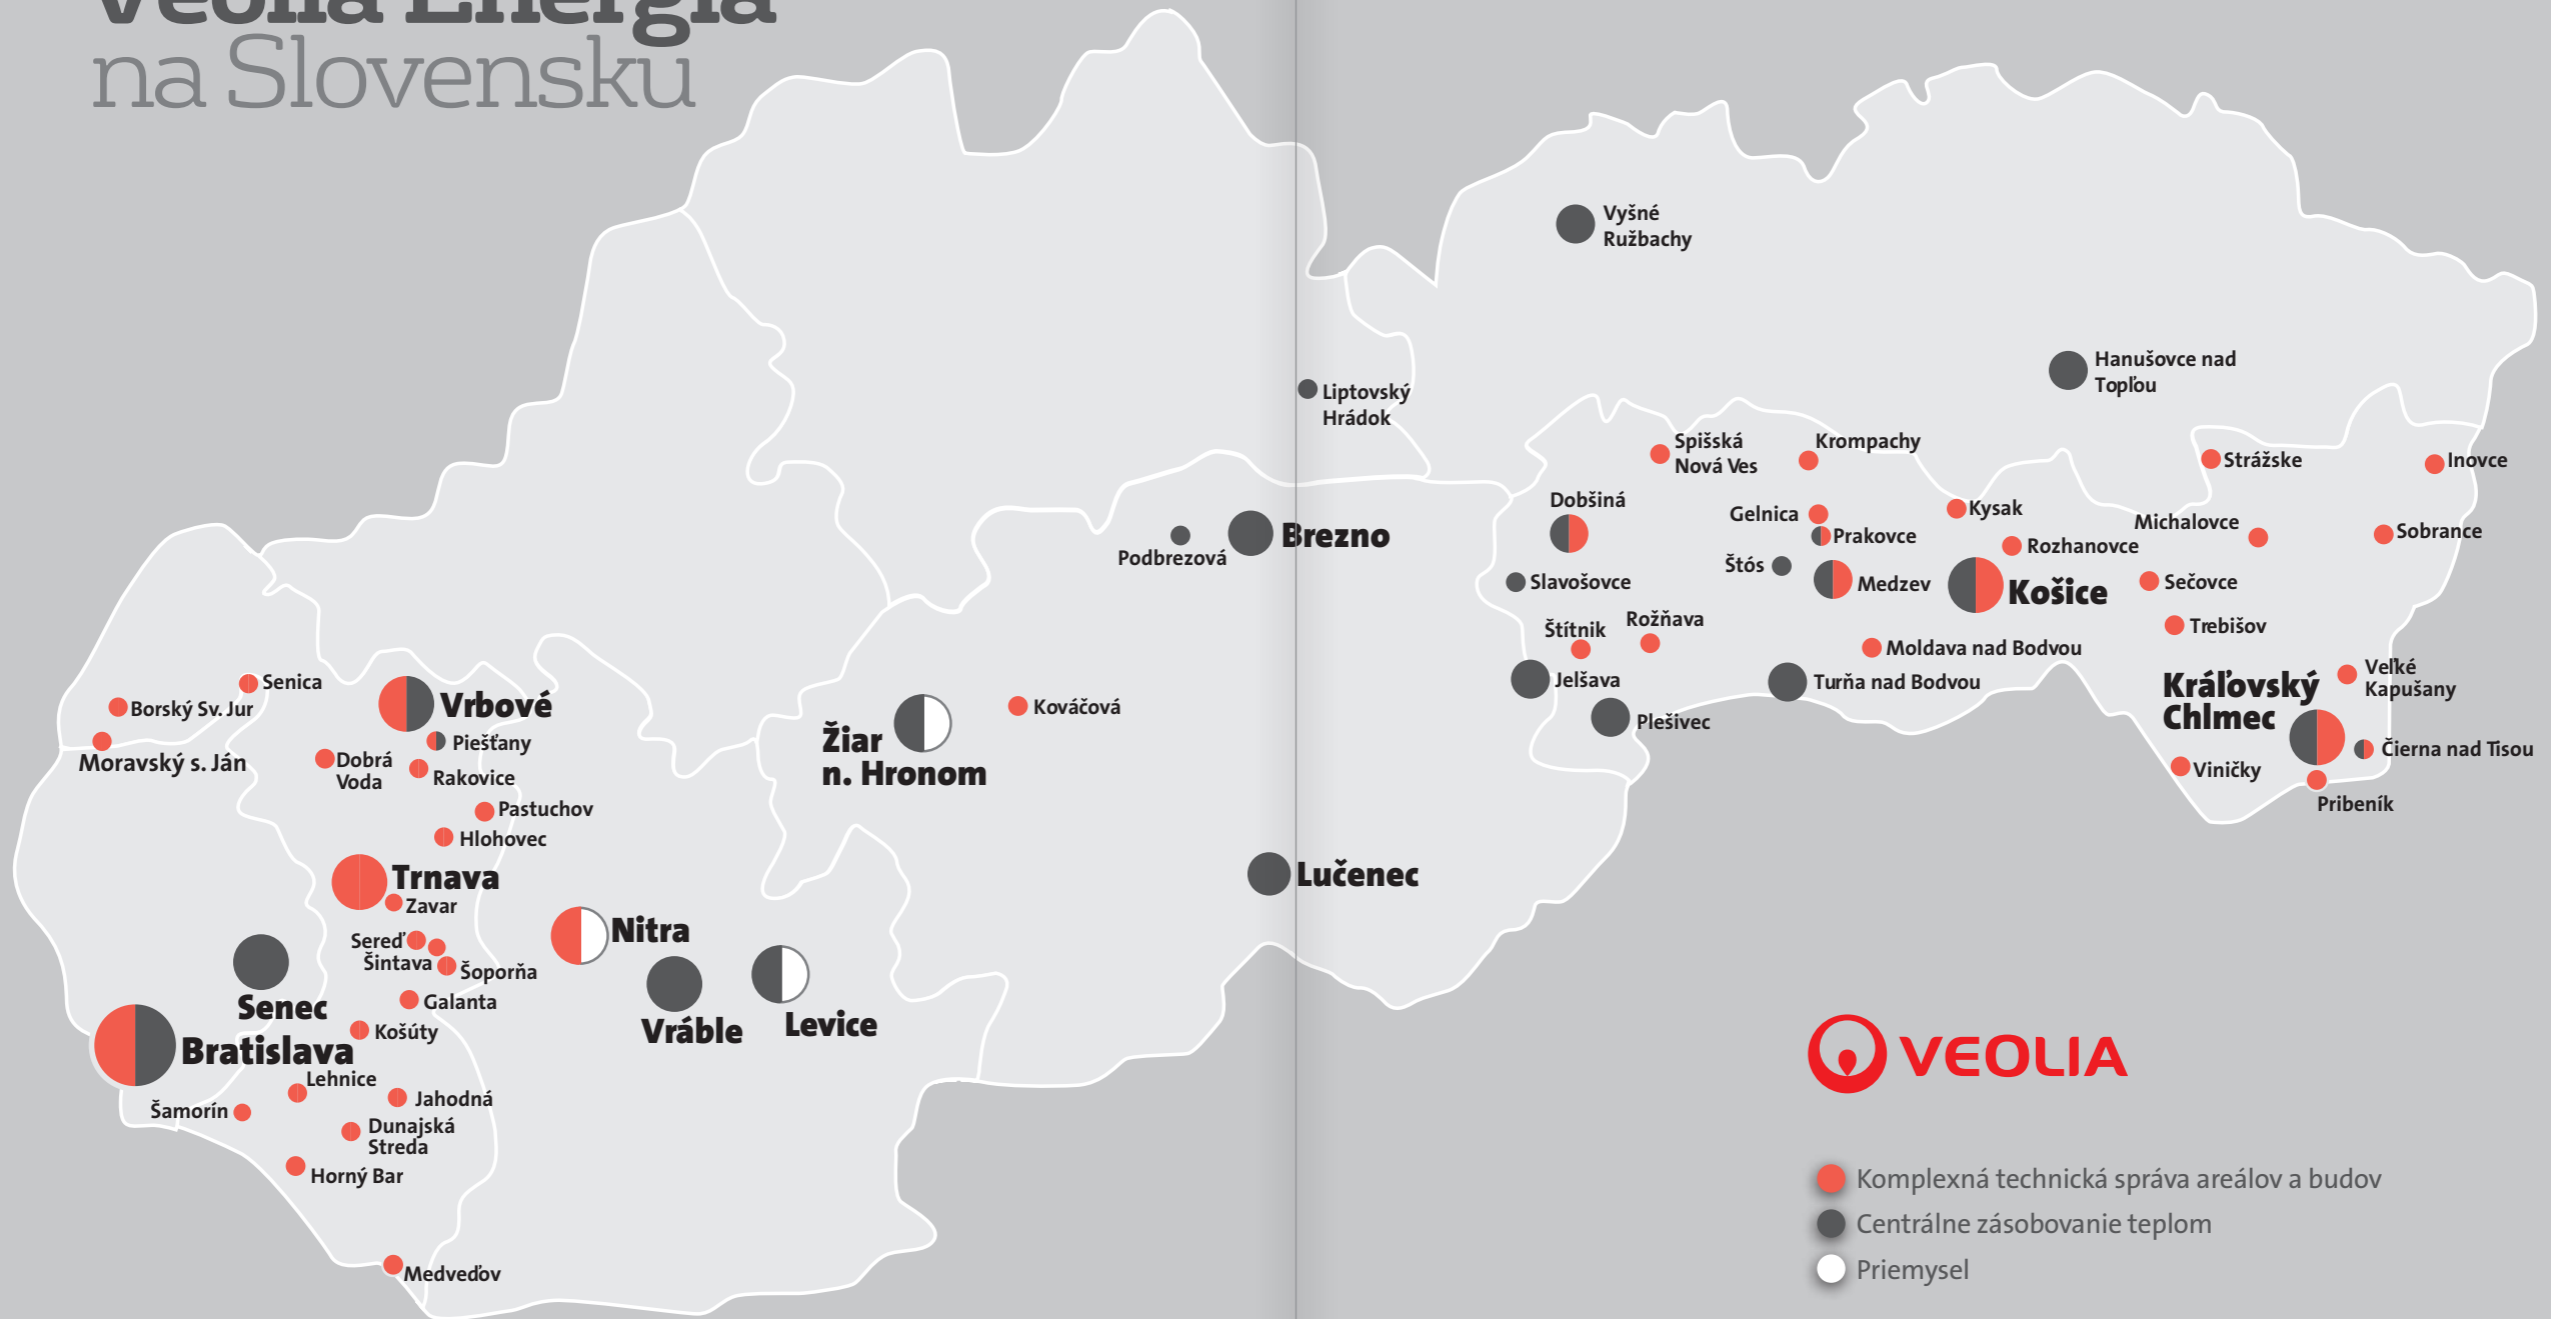 Veolia Energia
na Slovensku
Vyšné
Ružbachy
Hanušovce nad
Topľou
Liptovský
Hrádok
Spišská
Nová Ves
Krompachy
Strážske
Inovce
Dobšiná
Gelnica
Kysak
Michalovce
Sobrance
Podbrezová
Brezno
Prakovce
Rozhanovce
Štós
Slavošovce
Medzev
Košice
Sečovce
Štítnik
Rožňava
Trebišov
Moldava nad Bodvou
Jelšava
Turňa nad Bodvou
Plešivec
Kráľovský
Chlmec
Veľké
Kapušany
Čierna nad Tisou
Viničky
Pribeník
Senica
Borský Sv. Jur
Moravský s. Ján
Vrbové
Piešťany
Dobrá
Voda
Rakovice
Pastuchov
Hlohovec
Žiar
n. Hronom
Kováčová
Trnava
Zavar
Lučenec
Nitra
Sereď
Šintava
Šoporňa
Senec
Galanta
Vráble
Levice
Košúty
Bratislava
Lehnice
Jahodná
Šamorín
Dunajská
Streda
Horný Bar
Medveďov
VEOLIA
Komplexná technická správa areálov a budov
Centrálne zásobovanie teplom
Priemysel